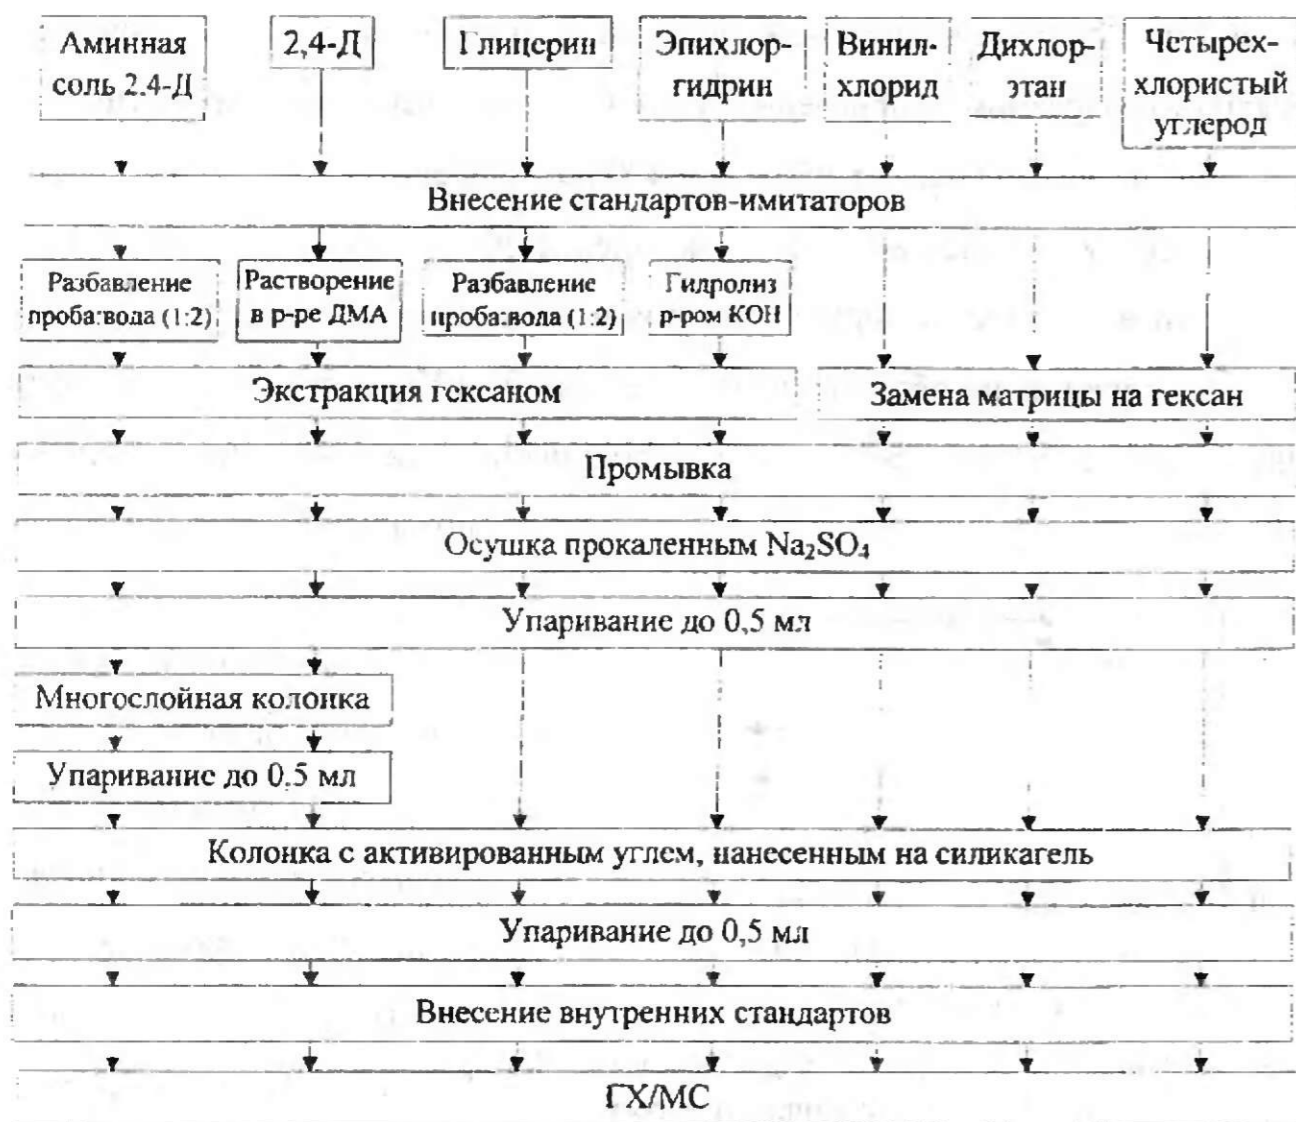 Аминная
соль 2.4-Д
2,4-Д
Глицерин
Эпихлор-
гидрин
Винил-
хлорид
Дихлор-
этан
Четырех-
хлористый
углерод
Внесение стандартов-имитаторов
Разбавление
проба:вода (1:2)
Растворение
в р-ре ДМА
Разбавление
проба:вода (1:2)
Гидролиз
р-ром КОН
Экстракция гексаном
Замена матрицы на гексан
Промывка
Осушка прокаленным Na₂SO₄
Упаривание до 0,5 мл
Многослойная колонка
Упаривание до 0.5 мл
Колонка с активированным углем, нанесенным на силикагель
Упаривание до 0,5 мл
Внесение внутренних стандартов
ГХ/МС